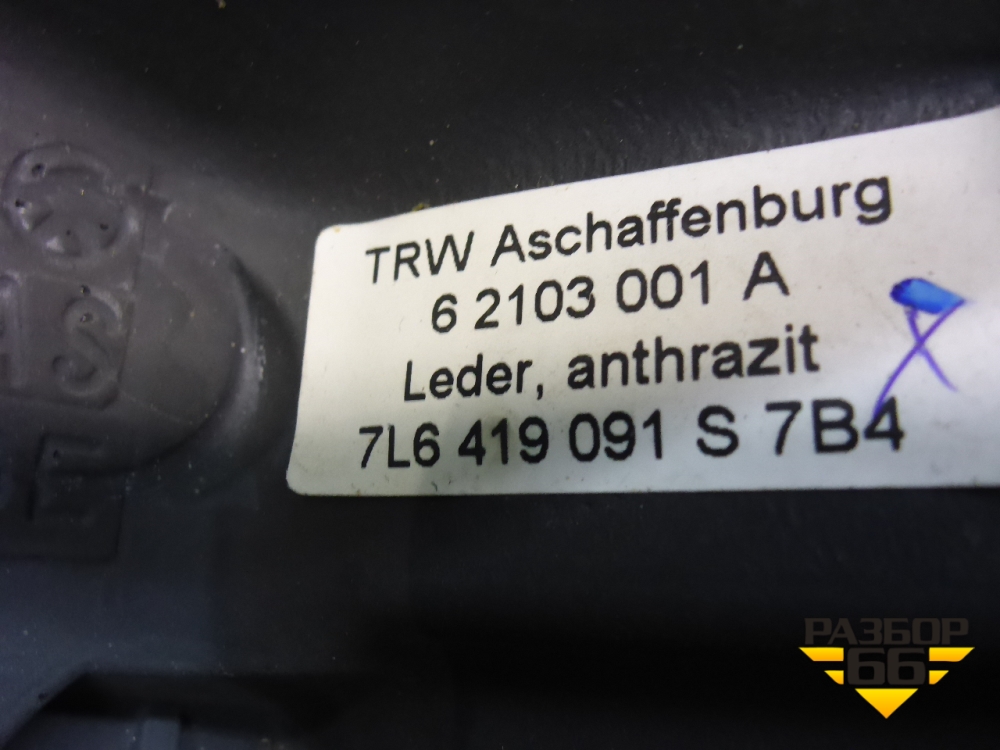 TRW Aschaffenburg
6 2103 001 A
Leder, anthrazit
7L6 419 091 S 7B4
РАЗБОР
66